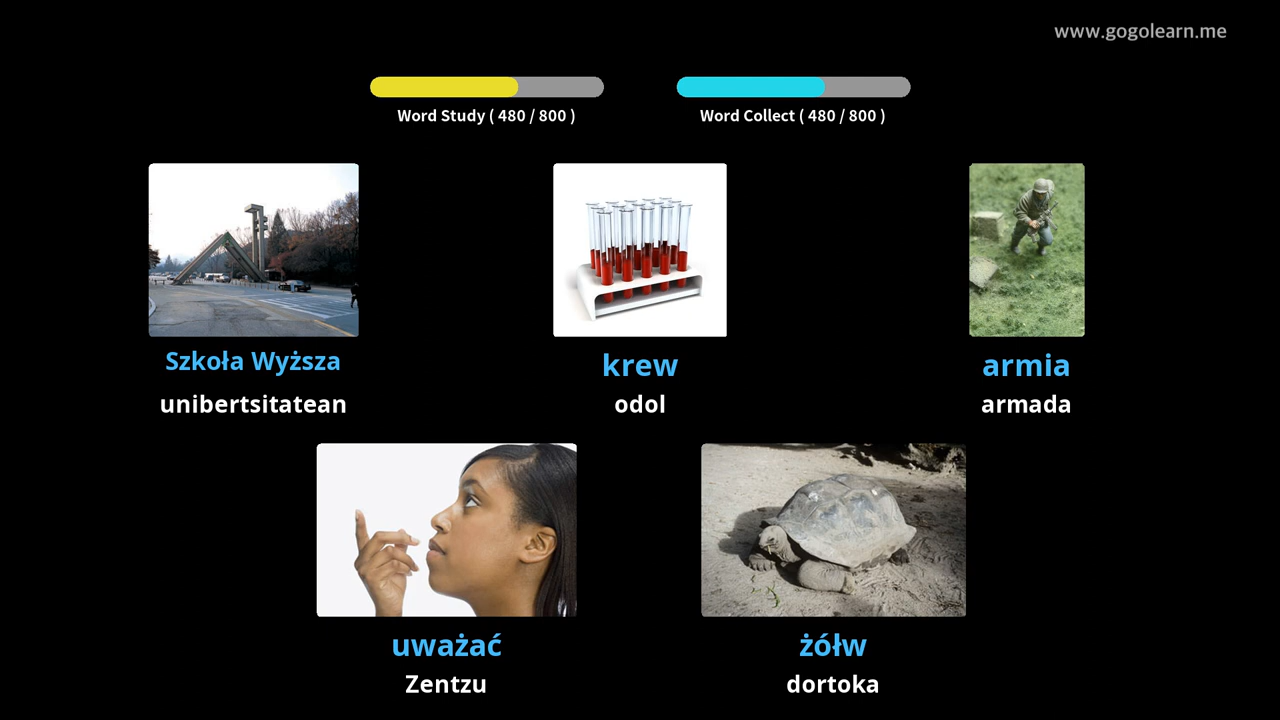 www.gogolearn.me
Word Study ( 480 / 800 )
Word Collect ( 480 / 800 )
Szkoła Wyższa
unibertsitatean
krew
odol
armia
armada
uważać
Zentzu
żółw
dortoka